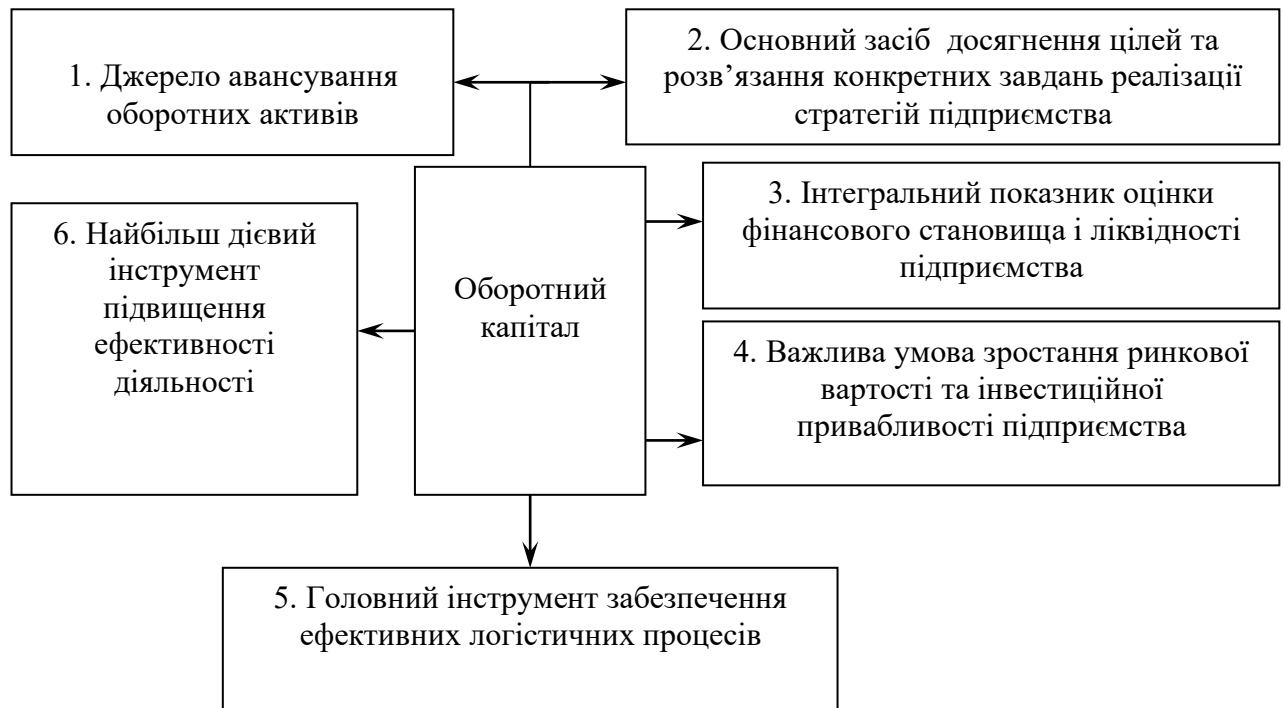 1. Джерело авансування
оборотних активів
2. Основний засіб досягнення цілей та
розв’язання конкретних завдань реалізації
стратегій підприємства
3. Інтегральний показник оцінки
фінансового становища і ліквідності
підприємства
6. Найбільш дієвий
інструмент
підвищення
ефективності
діяльності
Оборотний
капітал
4. Важлива умова зростання ринкової
вартості та інвестиційної
привабливості підприємства
5. Головний інструмент забезпечення
ефективних логістичних процесів